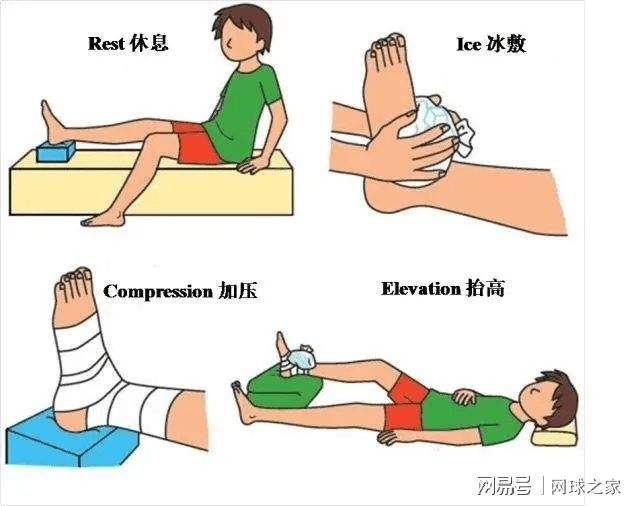 Rest 休息
Ice 冰敷
Compression 加压
Elevation 抬高
网易号 | 网球之家